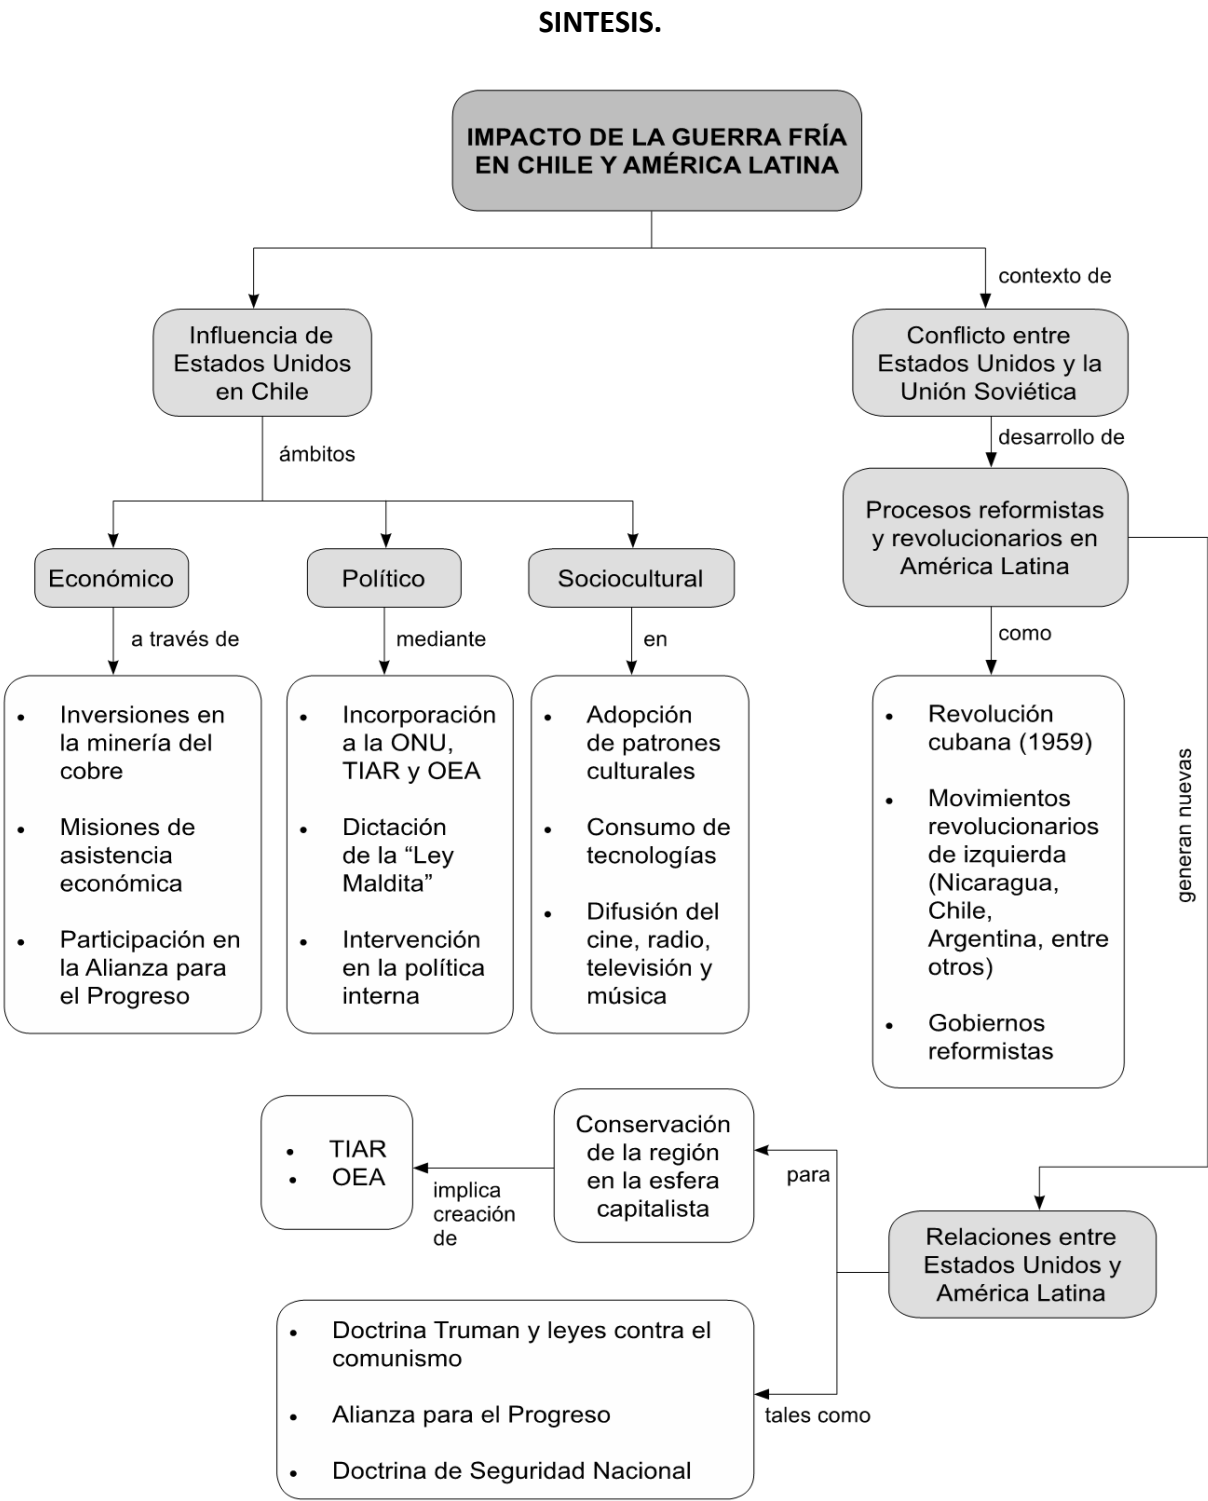 SINTESIS.
IMPACTO DE LA GUERRA FRÍA
EN CHILE Y AMÉRICA LATINA
contexto de
Influencia de
Estados Unidos
en Chile
Conflicto entre
Estados Unidos y la
Unión Soviética
ámbitos
desarrollo de
Procesos reformistas
y revolucionarios en
América Latina
Económico
Político
Sociocultural
a través de
mediante
en
como
• Inversiones en
la minería del
cobre
• Misiones de
asistencia
económica
• Participación en
la Alianza para
el Progreso
• Incorporación
a la ONU,
TIAR y OEA
• Dictación
de la “Ley
Maldita”
• Intervención
en la política
interna
• Adopción
de patrones
culturales
• Consumo de
tecnologías
• Difusión del
cine, radio,
televisión y
música
• Revolución
cubana (1959)
• Movimientos
revolucionarios
de izquierda
(Nicaragua,
Chile,
Argentina, entre
otros)
• Gobiernos
reformistas
generan nuevas
• TIAR
• OEA
implica
creación
de
Conservación
de la región
en la esfera
capitalista
para
Relaciones entre
Estados Unidos y
América Latina
• Doctrina Truman y leyes contra el
comunismo
• Alianza para el Progreso
• Doctrina de Seguridad Nacional
tales como